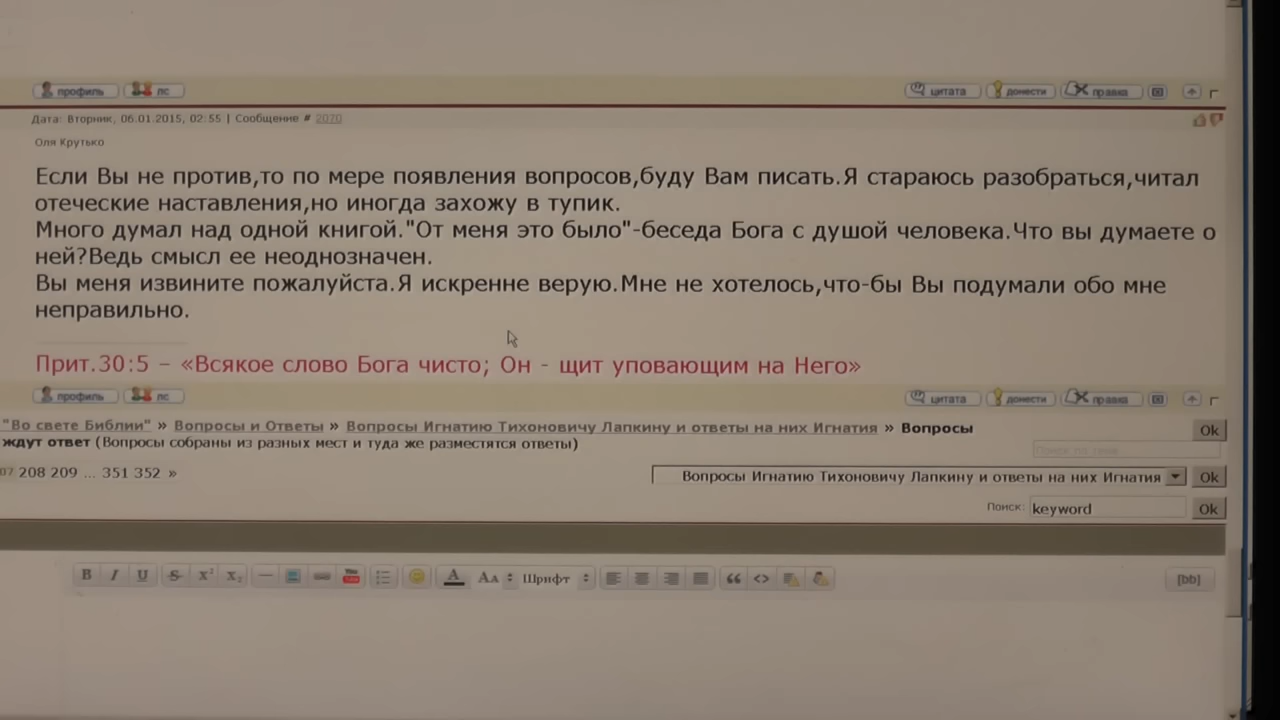 профиль лс цитата донести правка
Дата: Вторник, 06.01.2015, 02:55 | Сообщение # 2070
Оля Крутько
Если Вы не против,то по мере появления вопросов,буду Вам писать.Я стараюсь разобраться,читал
отеческие наставления,но иногда захожу в тупик.
Много думал над одной книгой."От меня это было"-беседа Бога с душой человека.Что вы думаете о
ней?Ведь смысл ее неоднозначен.
Вы меня извините пожалуйста.Я искренне верую.Мне не хотелось,что-бы Вы подумали обо мне
неправильно.
Прит.30:5 – «Всякое слово Бога чисто; Он - щит уповающим на Него»
профиль лс цитата донести правка
"Во свете Библии" » Вопросы и Ответы » Вопросы Игнатию Тихоновичу Лапкину и ответы на них Игнатия » Вопросы
ждут ответ (Вопросы собраны из разных мест и туда же разместятся ответы) Ok
07 208 209 ... 351 352 » Вопросы Игнатию Тихоновичу Лапкину и ответы на них Игнатия Ok
Поиск: keyword Ok
B I U S X² X₂ You Tube A AA Шрифт [bb]